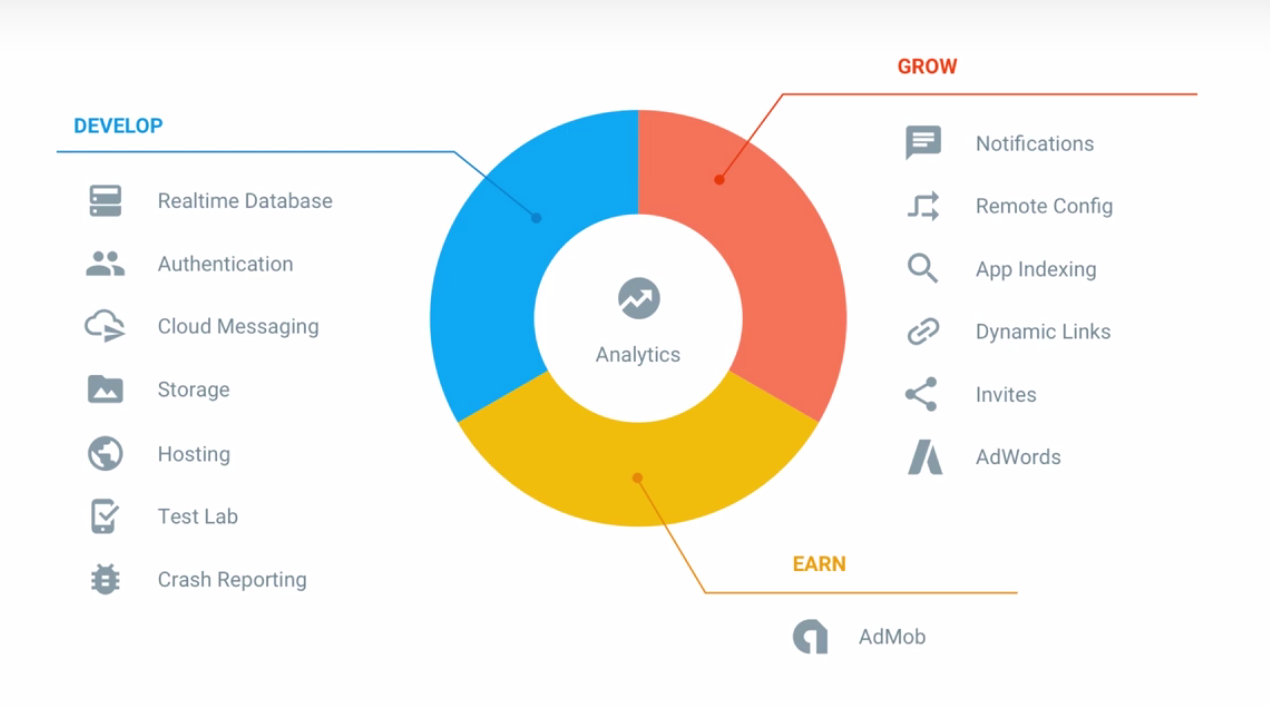 GROW
DEVELOP
Notifications
Realtime Database
Remote Config
Authentication
App Indexing
Cloud Messaging
Dynamic Links
Analytics
Storage
Invites
Hosting
AdWords
Test Lab
EARN
Crash Reporting
AdMob